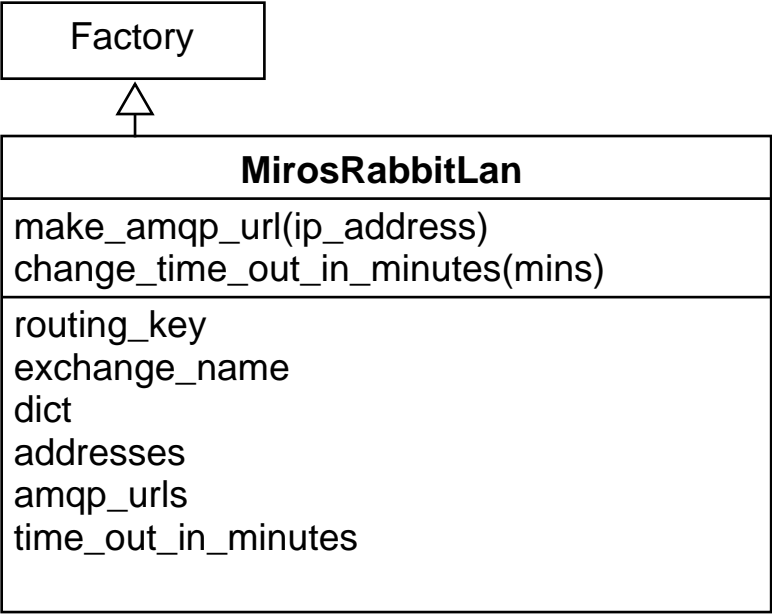 Factory
MirosRabbitLan
make_amqp_url(ip_address)
change_time_out_in_minutes(mins)
routing_key
exchange_name
dict
addresses
amqp_urls
time_out_in_minutes